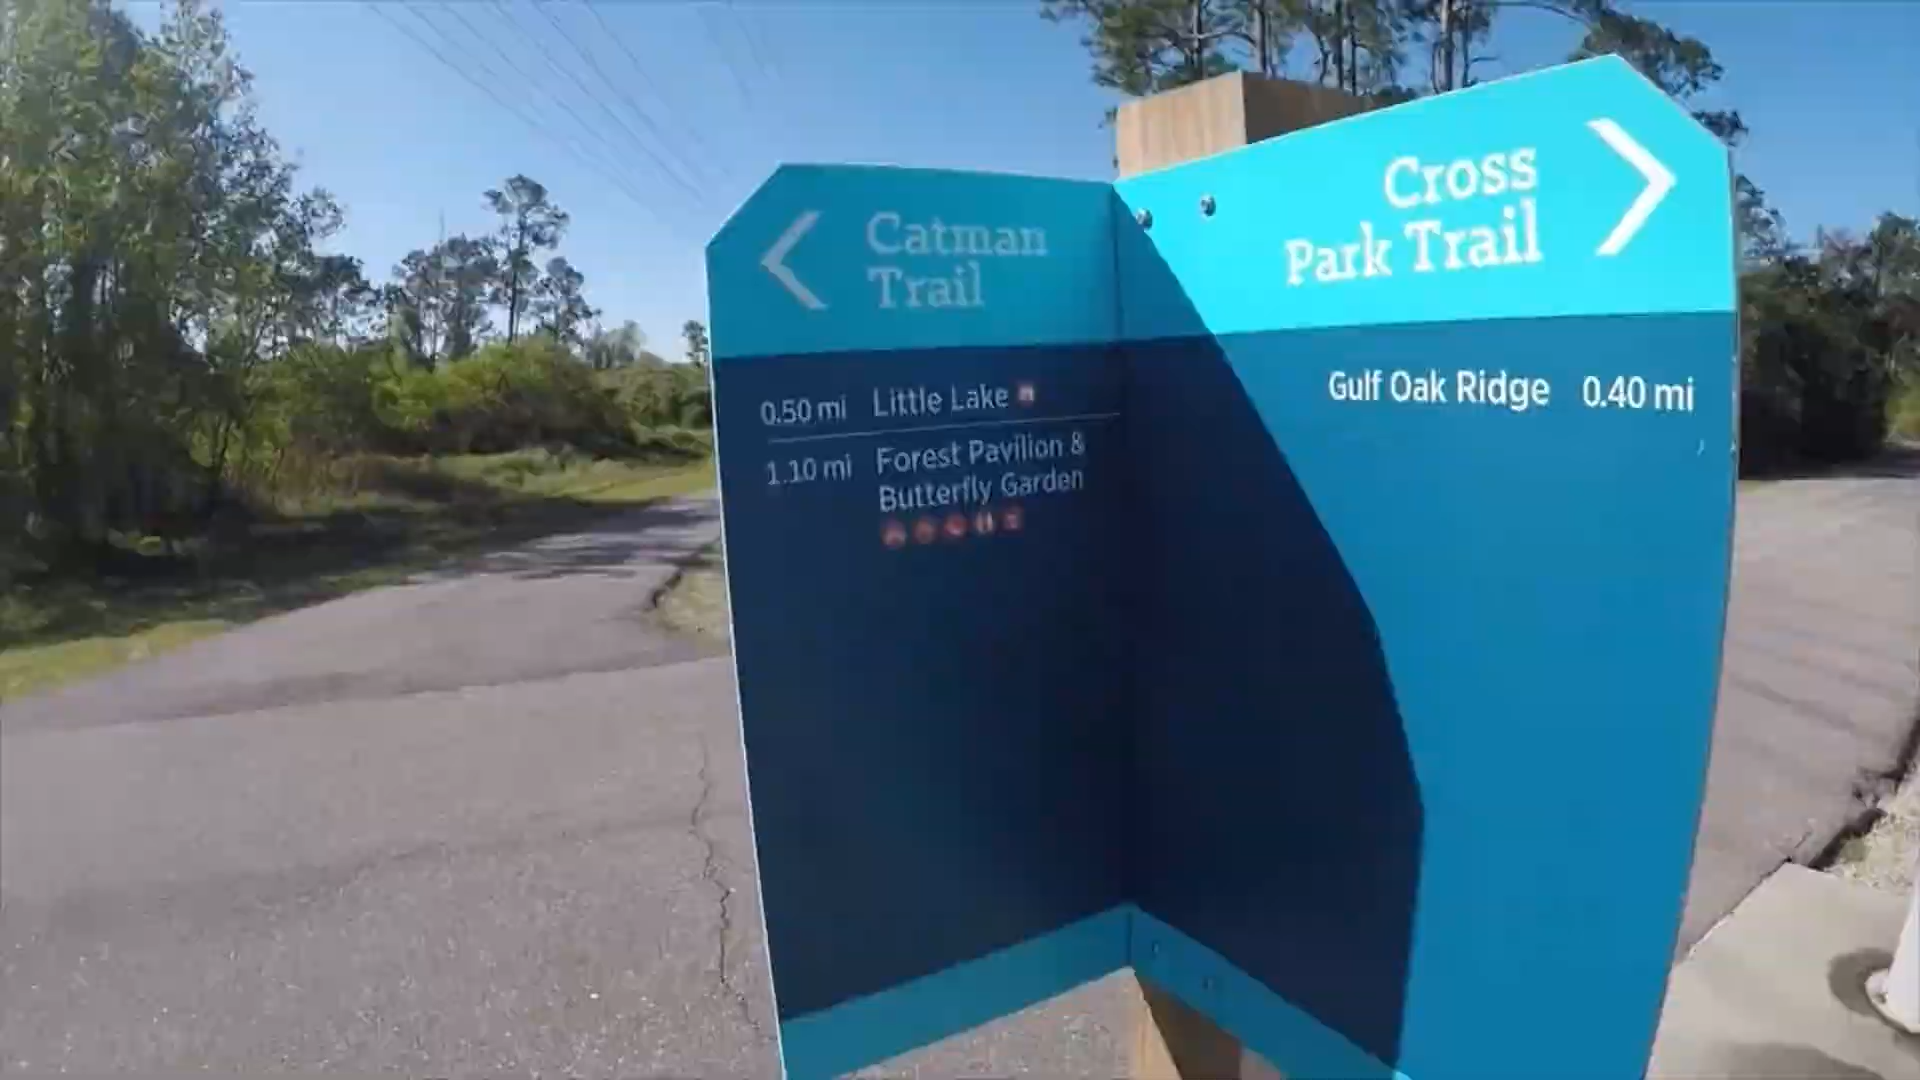 Catman
Trail
0.50 mi Little Lake
1.10 mi Forest Pavilion &
Butterfly Garden
Cross
Park Trail
Gulf Oak Ridge 0.40 mi